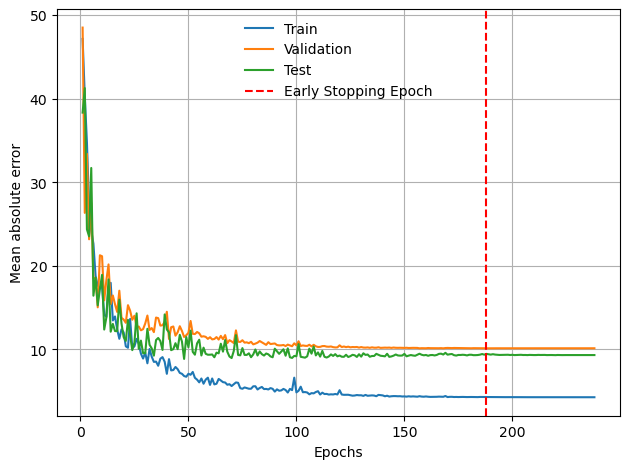 50
40
30
20
10
0
50
100
150
200
Mean absolute error
Epochs
Train
Validation
Test
Early Stopping Epoch